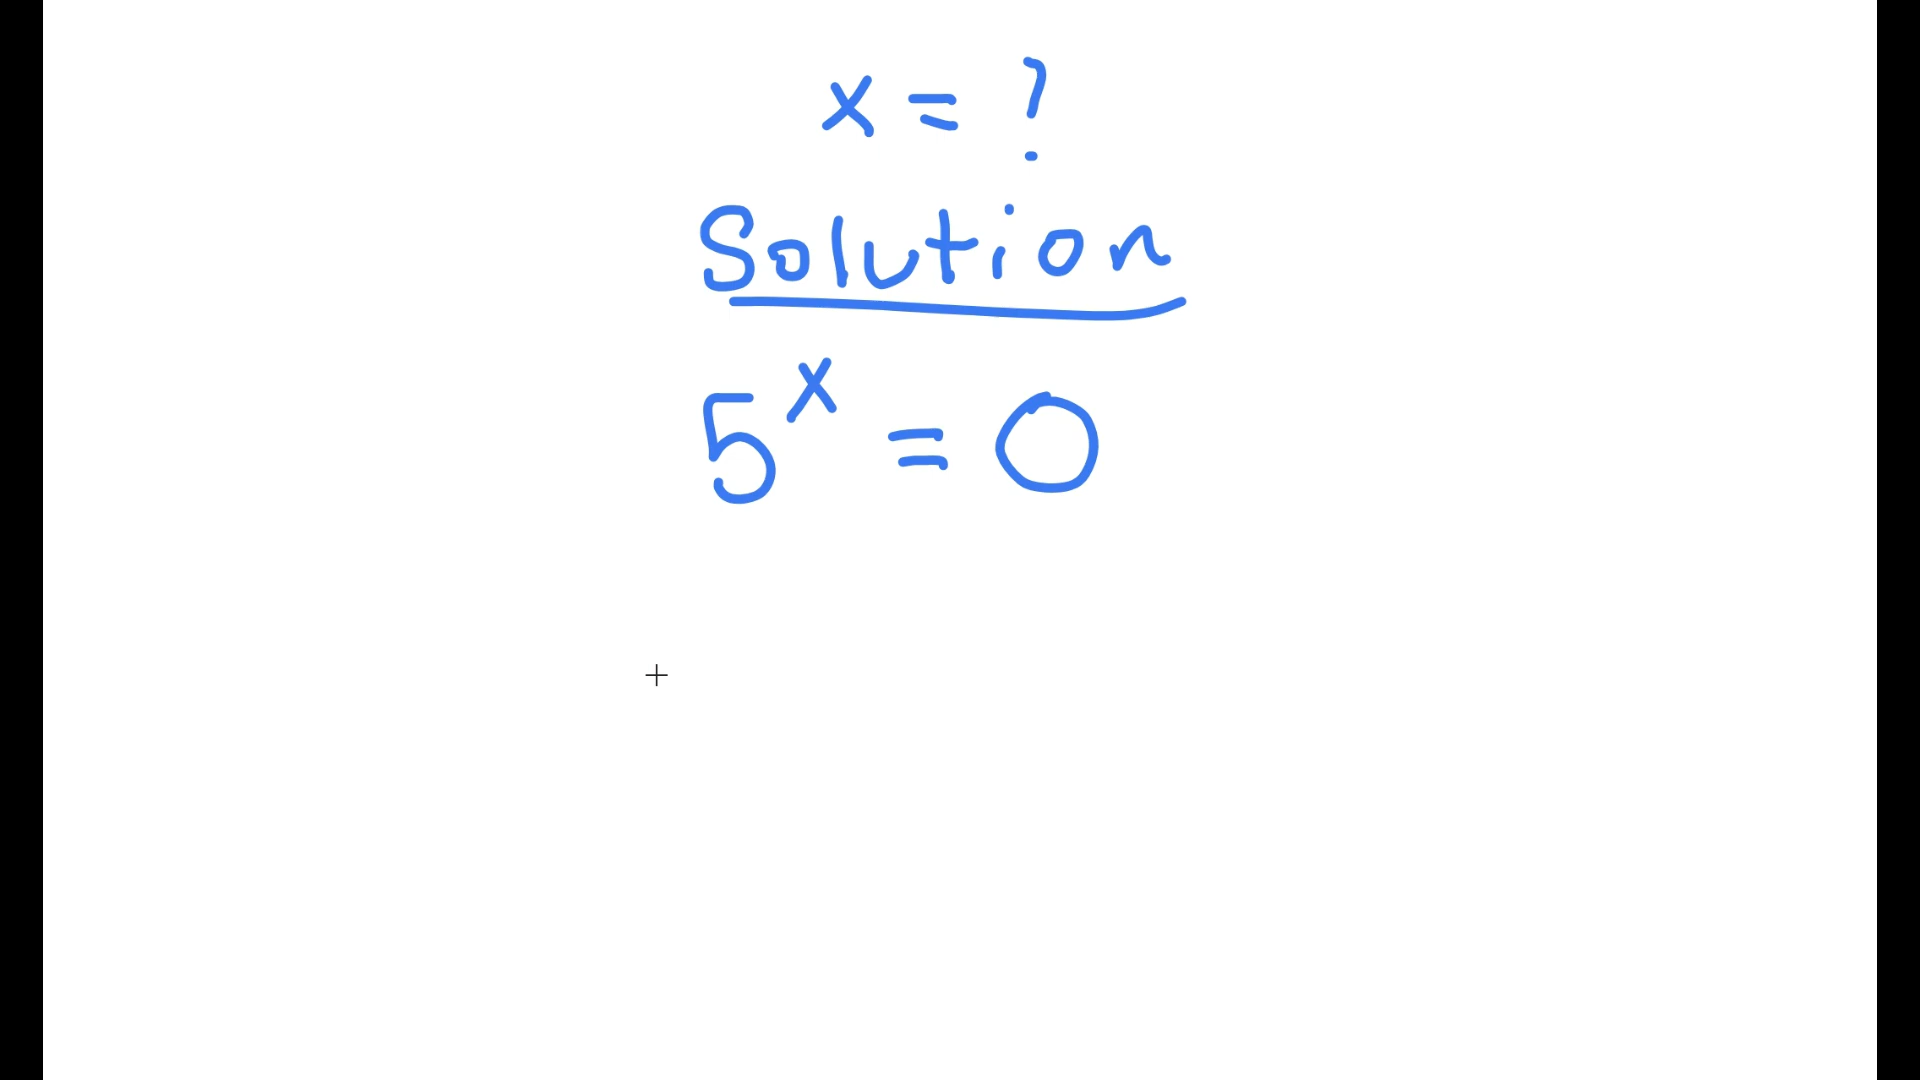 x = ?
Solution
5^x = 0